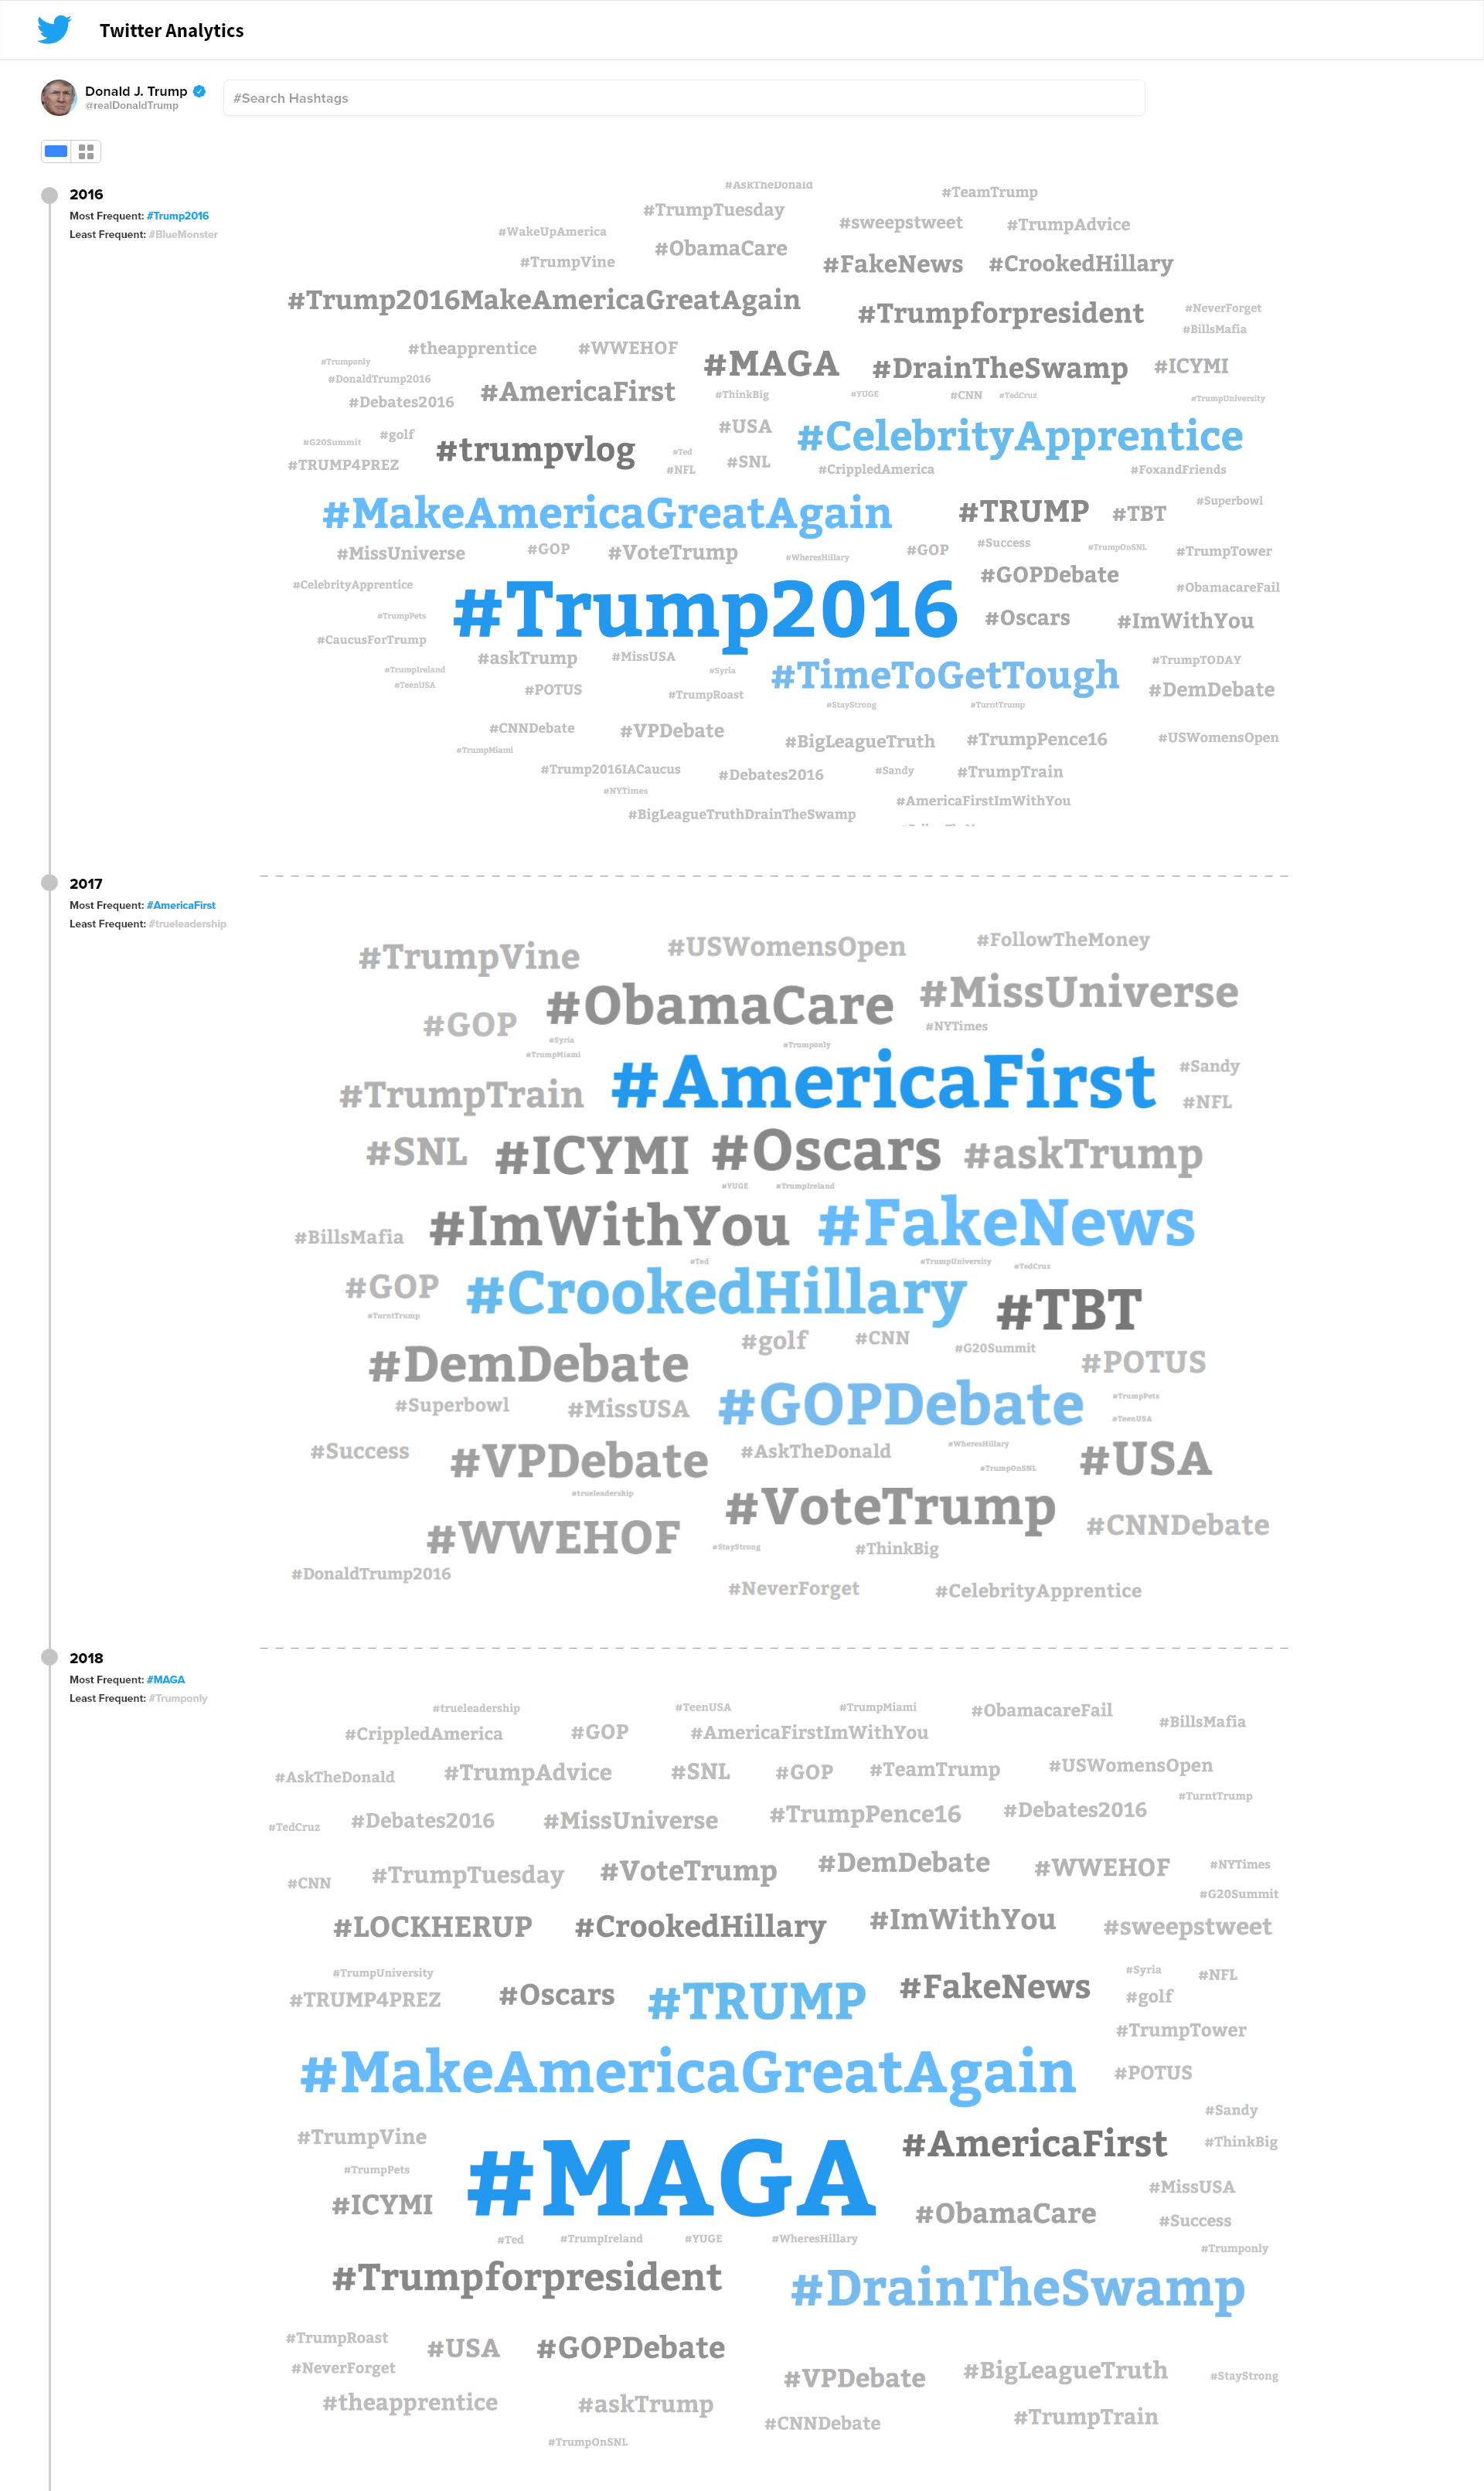 Twitter Analytics
Donald J. Trump
@realDonaldTrump
#Search Hashtags
2016
Most Frequent: #Trump2016
Least Frequent: #BlueMonster
#AskTheDonald
#TeamTrump
#TrumpTuesday
#sweepstweet
#TrumpAdvice
#WakeUpAmerica
#ObamaCare
#TrumpVine
#FakeNews
#CrookedHillary
#Trump2016MakeAmericaGreatAgain
#Trumpforpresident
#NeverForget
#BillsMafia
#theapprentice
#WWEHOF
#MAGA
#DrainTheSwamp
#ICYMI
#Trumponly
#DonaldTrump2016
#AmericaFirst
#ThinkBig
#YUGE
#CNN
#TedCruz
#TrumpUniversity
#Debates2016
#USA
#CelebrityApprentice
#G20Summit
#golf
#trumpvlog
#Ted
#TRUMP4PREZ
#NFL
#SNL
#CrippledAmerica
#FoxandFriends
#MakeAmericaGreatAgain
#TRUMP
#TBT
#Superbowl
#MissUniverse
#GOP
#VoteTrump
#WheresHillary
#GOP
#Success
#TrumpOnSNL
#TrumpTower
#CelebrityApprentice
#GOPDebate
#ObamacareFail
#Trump2016
#TrumpPets
#Oscars
#ImWithYou
#CaucusForTrump
#askTrump
#MissUSA
#TrumpTODAY
#TrumpIreland
#Syria
#TimeToGetTough
#TeenUSA
#POTUS
#TrumpRoast
#DemDebate
#StayStrong
#TurntTrump
#CNNDebate
#VPDebate
#BigLeagueTruth
#TrumpPence16
#USWomensOpen
#TrumpMiami
#Trump2016IACaucus
#Debates2016
#Sandy
#TrumpTrain
#NYTimes
#AmericaFirstImWithYou
#BigLeagueTruthDrainTheSwamp
2017
Most Frequent: #AmericaFirst
Least Frequent: #trueleadership
#TrumpVine
#USWomensOpen
#FollowTheMoney
#ObamaCare
#MissUniverse
#GOP
#NYTimes
#Syria
#Trumponly
#TrumpMiami
#AmericaFirst
#Sandy
#TrumpTrain
#NFL
#SNL
#ICYMI
#Oscars
#askTrump
#YUGE
#TrumpIreland
#BillsMafia
#ImWithYou
#FakeNews
#Ted
#TrumpUniversity
#TedCruz
#GOP
#CrookedHillary
#TBT
#TurntTrump
#golf
#CNN
#G20Summit
#DemDebate
#POTUS
#Superbowl
#MissUSA
#GOPDebate
#TrumpPets
#TeenUSA
#Success
#VPDebate
#AskTheDonald
#WheresHillary
#USA
#TrumpOnSNL
#trueleadership
#VoteTrump
#WWEHOF
#CNNDebate
#StayStrong
#ThinkBig
#DonaldTrump2016
#NeverForget
#CelebrityApprentice
2018
Most Frequent: #MAGA
Least Frequent: #Trumponly
#trueleadership
#TeenUSA
#TrumpMiami
#ObamacareFail
#CrippledAmerica
#GOP
#AmericaFirstImWithYou
#BillsMafia
#AskTheDonald
#TrumpAdvice
#SNL
#GOP
#TeamTrump
#USWomensOpen
#TurntTrump
#TedCruz
#Debates2016
#MissUniverse
#TrumpPence16
#Debates2016
#CNN
#TrumpTuesday
#VoteTrump
#DemDebate
#WWEHOF
#NYTimes
#G20Summit
#LOCKHERUP
#CrookedHillary
#ImWithYou
#sweepstweet
#TrumpUniversity
#Syria
#NFL
#TRUMP4PREZ
#Oscars
#TRUMP
#FakeNews
#golf
#TrumpTower
#MakeAmericaGreatAgain
#POTUS
#Sandy
#TrumpVine
#AmericaFirst
#ThinkBig
#TrumpPets
#MAGA
#MissUSA
#ICYMI
#ObamaCare
#Success
#Ted
#TrumpIreland
#YUGE
#WheresHillary
#Trumponly
#Trumpforpresident
#DrainTheSwamp
#TrumpRoast
#USA
#GOPDebate
#NeverForget
#VPDebate
#BigLeagueTruth
#StayStrong
#theapprentice
#askTrump
#CNNDebate
#TrumpTrain
#TrumpOnSNL